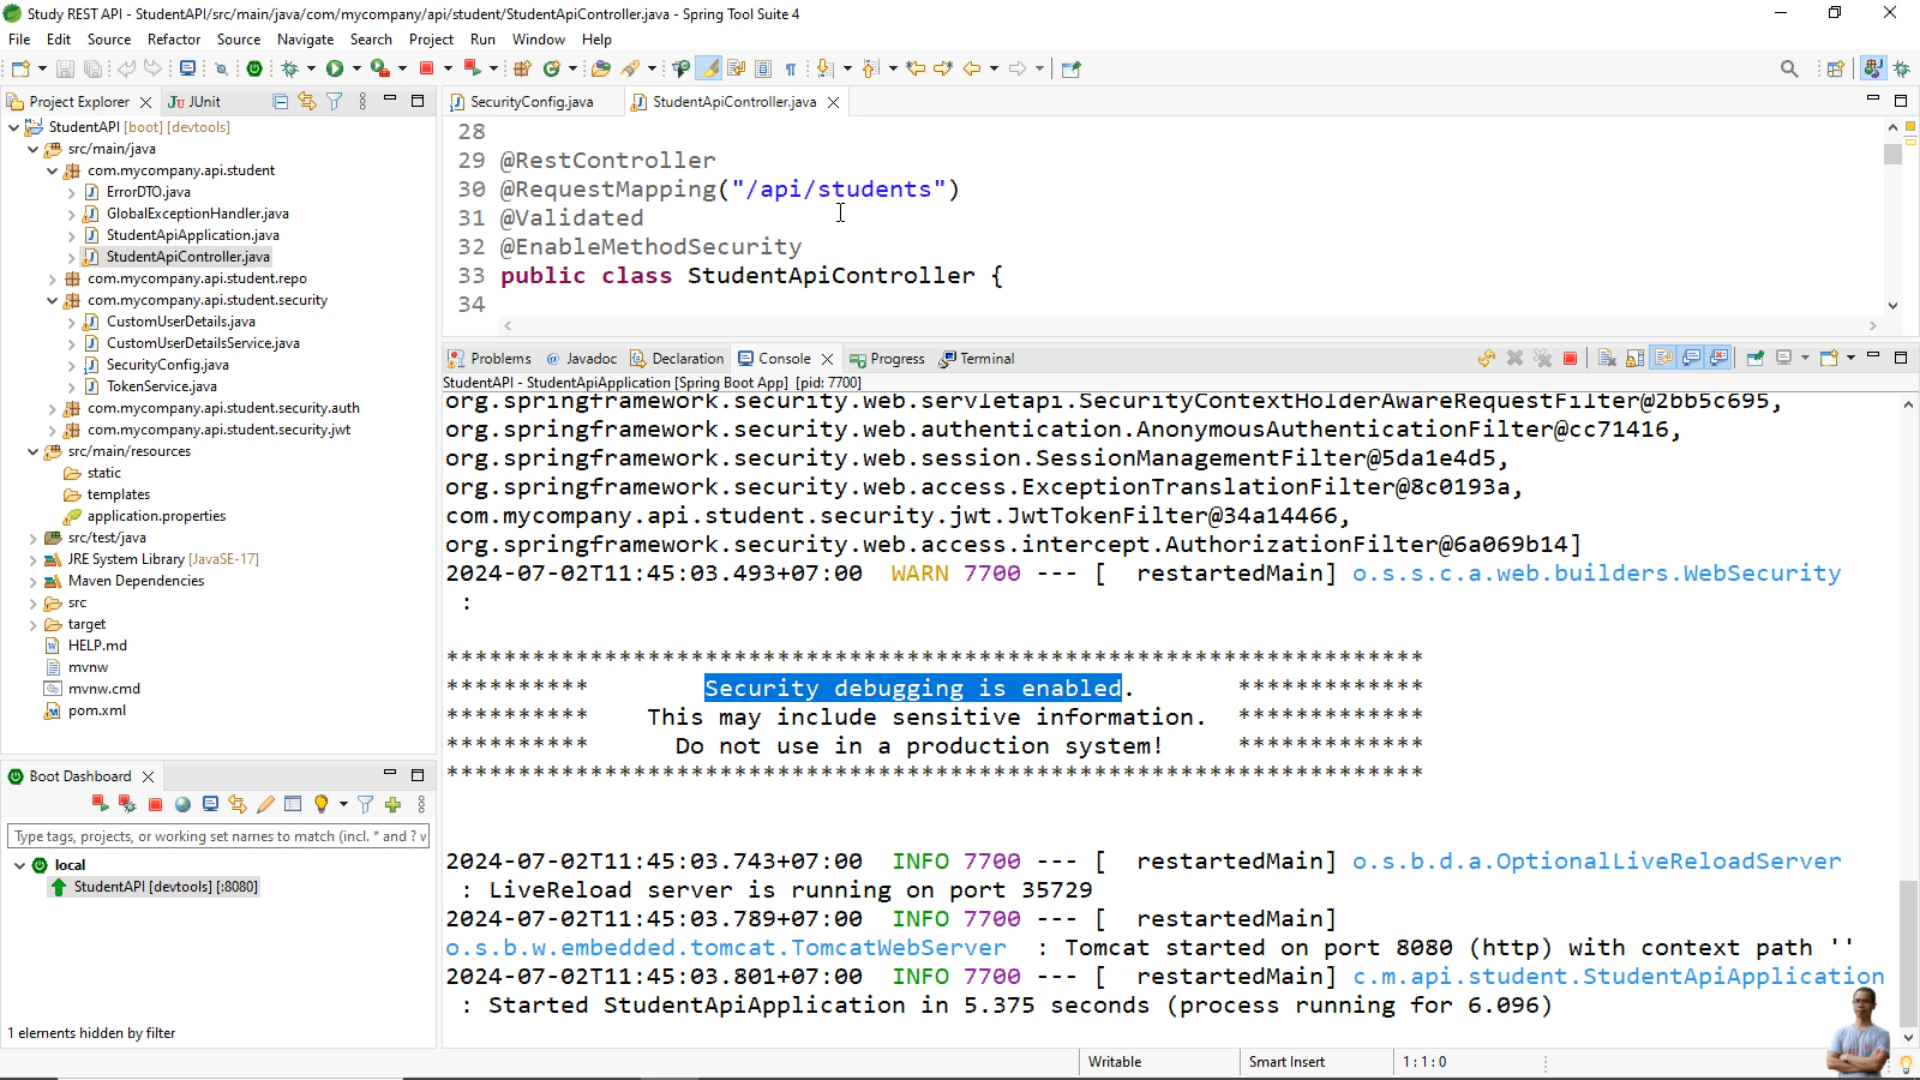 Study REST API - StudentAPI/src/main/java/com/mycompany/api/student/StudentApiController.java - Spring Tool Suite 4
File Edit Source Refactor Source Navigate Search Project Run Window Help
Project Explorer JUnit
StudentAPI [boot] [devtools]
src/main/java
com.mycompany.api.student
ErrorDTO.java
GlobalExceptionHandler.java
StudentApiApplication.java
StudentApiController.java
com.mycompany.api.student.repo
com.mycompany.api.student.security
CustomUserDetails.java
CustomUserDetailsService.java
SecurityConfig.java
TokenService.java
com.mycompany.api.student.security.auth
com.mycompany.api.student.security.jwt
src/main/resources
static
templates
application.properties
src/test/java
JRE System Library [JavaSE-17]
Maven Dependencies
src
target
HELP.md
mvnw
mvnw.cmd
pom.xml
Boot Dashboard
Type tags, projects, or working set names to match (incl. * and ? v
local
StudentAPI [devtools] [:8080]
1 elements hidden by filter
SecurityConfig.java StudentApiController.java
28
29 @RestController
30 @RequestMapping("/api/students")
31 @Validated
32 @EnableMethodSecurity
33 public class StudentApiController {
34
Problems Javadoc Declaration Console Progress Terminal
StudentAPI - StudentApiApplication [Spring Boot App] [pid: 7700]
org.springframework.security.web.servletapi.SecurityContextHolderAwareRequestFilter@2bb5c695,
org.springframework.security.web.authentication.AnonymousAuthenticationFilter@cc71416,
org.springframework.security.web.session.SessionManagementFilter@5da1e4d5,
org.springframework.security.web.access.ExceptionTranslationFilter@8c0193a,
com.mycompany.api.student.security.jwt.JwtTokenFilter@34a14466,
org.springframework.security.web.access.intercept.AuthorizationFilter@6a069b14]
2024-07-02T11:45:03.493+07:00 WARN 7700 --- [ restartedMain] o.s.s.c.a.web.builders.WebSecurity
:
********************************************************************
********** Security debugging is enabled. *************
********** This may include sensitive information. *************
********** Do not use in a production system! *************
********************************************************************
2024-07-02T11:45:03.743+07:00 INFO 7700 --- [ restartedMain] o.s.b.d.a.OptionalLiveReloadServer
: LiveReload server is running on port 35729
2024-07-02T11:45:03.789+07:00 INFO 7700 --- [ restartedMain]
o.s.b.w.embedded.tomcat.TomcatWebServer : Tomcat started on port 8080 (http) with context path ''
2024-07-02T11:45:03.801+07:00 INFO 7700 --- [ restartedMain] c.m.api.student.StudentApiApplication
: Started StudentApiApplication in 5.375 seconds (process running for 6.096)
Writable Smart Insert 1:1:0